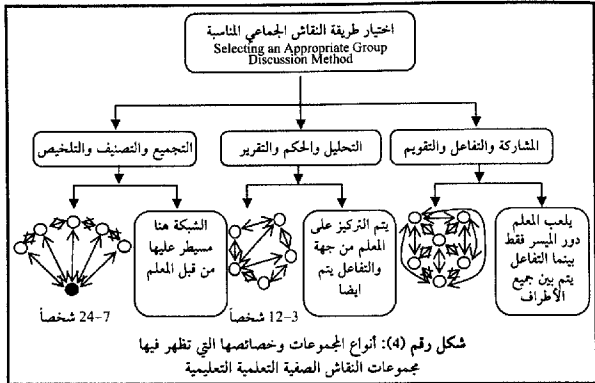 اختيار طريقة النقاش الجماعي المناسبة
Selecting an Appropriate Group
Discussion Method
المشاركة والتفاعل والتقويم
التحليل والحكم والتقرير
التجميع والتصنيف والتلخيص
يلعب المعلم
دور الميسر فقط
بينما التفاعل
يتم بين جميع
الأطراف
يتم التركيز على
المعلم من جهة
والتفاعل يتم
ايضا
3–12 شخصاً
الشبكة هنا
مسيطر عليها
من قبل المعلم
7–24 شخصاً
شكل رقم (4): أنواع المجموعات وخصائصها التي تظهر فيها
مجموعات النقاش الصفية التعلمية التعليمية